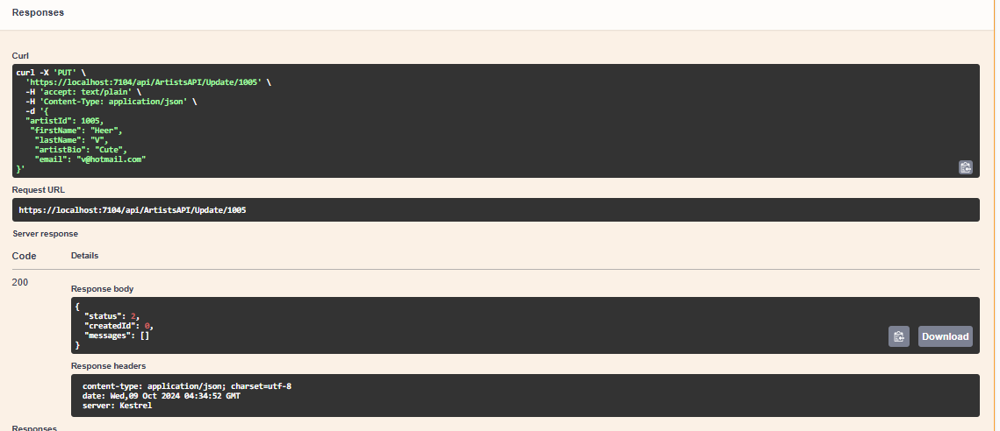 Responses
Curl
curl -X 'PUT' \
'https://localhost:7104/api/ArtistsAPI/Update/1005' \
-H 'accept: text/plain' \
-H 'Content-Type: application/json' \
-d '{
"artistId": 1005,
"firstName": "Heer",
"lastName": "V",
"artistBio": "Cute",
"email": "v@hotmail.com"
}'
Request URL
https://localhost:7104/api/ArtistsAPI/Update/1005
Server response
Code Details
200
Response body
{
"status": 2,
"createdId": 0,
"messages": []
}
Download
Response headers
content-type: application/json; charset=utf-8
date: Wed,09 Oct 2024 04:34:52 GMT
server: Kestrel
Responses